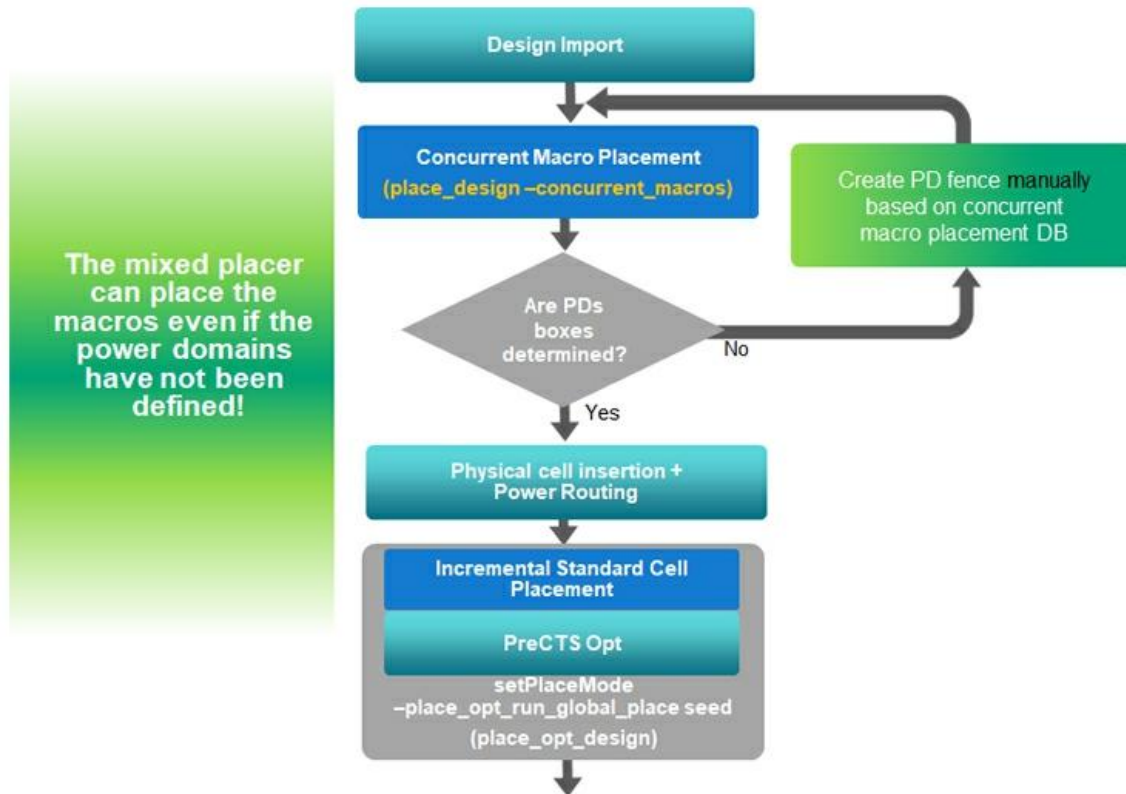 Design Import
Concurrent Macro Placement
(place_design –concurrent_macros)
Create PD fence manually
based on concurrent
macro placement DB
The mixed placer
can place the
macros even if the
power domains
have not been
defined!
Are PDs
boxes
determined?
No
Yes
Physical cell insertion +
Power Routing
Incremental Standard Cell
Placement
PreCTS Opt
setPlaceMode
–place_opt_run_global_place seed
(place_opt_design)